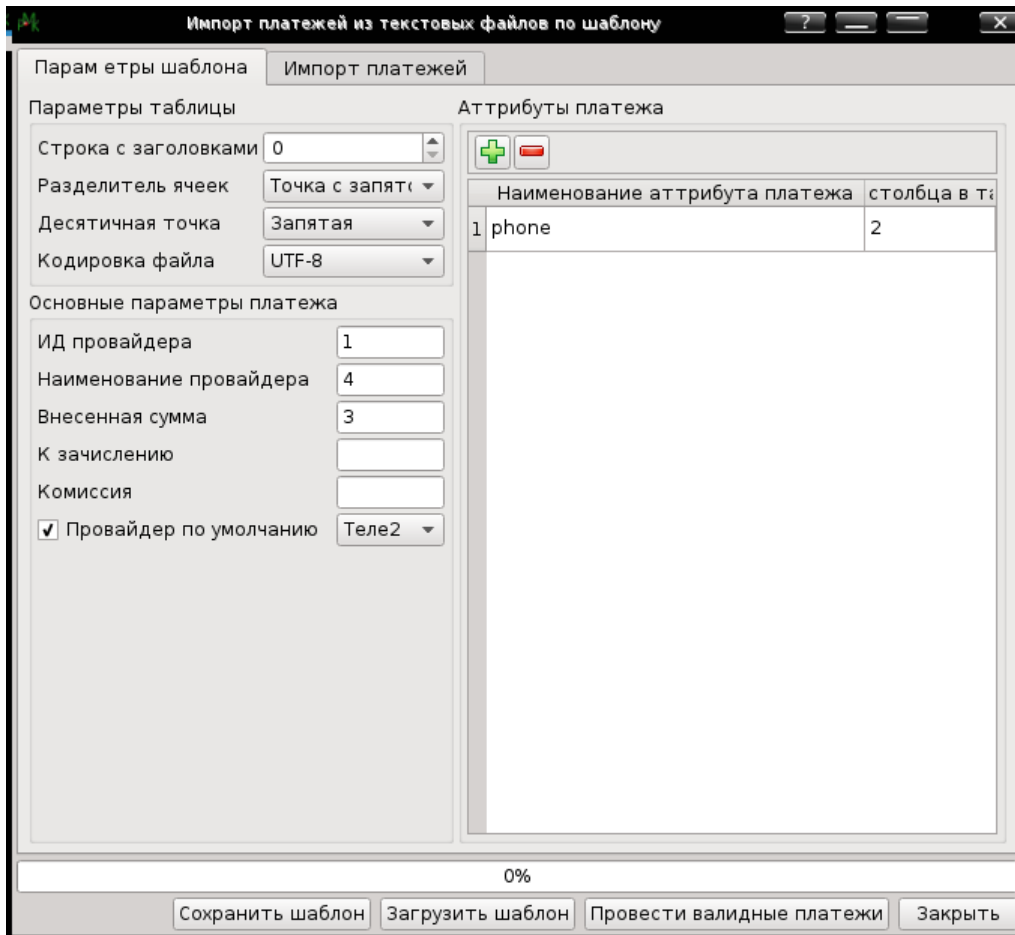 Импорт платежей из текстовых файлов по шаблону
Параметры шаблона
Импорт платежей
Параметры таблицы
Строка с заголовками 0
Разделитель ячеек Точка с запято
Десятичная точка Запятая
Кодировка файла UTF-8
Основные параметры платежа
ИД провайдера 1
Наименование провайдера 4
Внесенная сумма 3
К зачислению
Комиссия
Провайдер по умолчанию Теле2
Аттрибуты платежа
Наименование аттрибута платежа столбца в та
1 phone 2
0%
Сохранить шаблон Загрузить шаблон Провести валидные платежи Закрыть